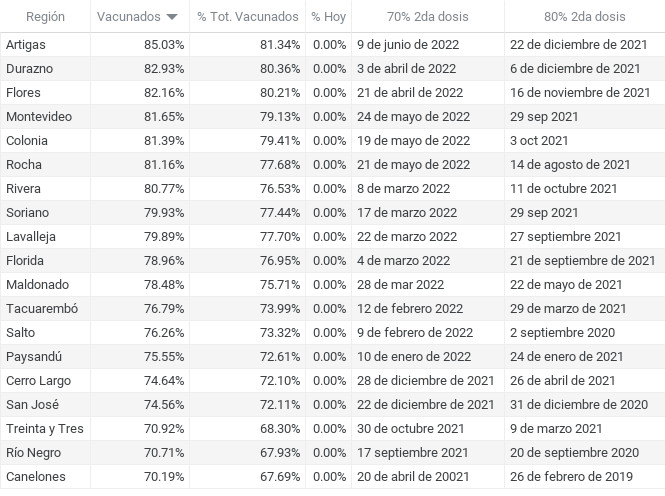 Región Vacunados % Tot. Vacunados % Hoy 70% 2da dosis 80% 2da dosis
Artigas 85.03% 81.34% 0.00% 9 de junio de 2022 22 de diciembre de 2021
Durazno 82.93% 80.36% 0.00% 3 de abril de 2022 6 de diciembre de 2021
Flores 82.16% 80.21% 0.00% 21 de abril de 2022 16 de noviembre de 2021
Montevideo 81.65% 79.13% 0.00% 24 de mayo de 2022 29 sep 2021
Colonia 81.39% 79.41% 0.00% 19 de mayo de 2022 3 oct 2021
Rocha 81.16% 77.68% 0.00% 21 de mayo de 2022 14 de agosto de 2021
Rivera 80.77% 76.53% 0.00% 8 de marzo 2022 11 de octubre 2021
Soriano 79.93% 77.44% 0.00% 17 de marzo 2022 29 sep 2021
Lavalleja 79.89% 77.70% 0.00% 22 de marzo 2022 27 septiembre 2021
Florida 78.96% 76.95% 0.00% 4 de marzo 2022 21 de septiembre de 2021
Maldonado 78.48% 75.71% 0.00% 28 de mar 2022 22 de mayo de 2021
Tacuarembó 76.79% 73.99% 0.00% 12 de febrero 2022 29 de marzo de 2021
Salto 76.26% 73.32% 0.00% 9 de febrero de 2022 2 septiembre 2020
Paysandú 75.55% 72.61% 0.00% 10 de enero de 2022 24 de enero de 2021
Cerro Largo 74.64% 72.10% 0.00% 28 de diciembre de 2021 26 de abril de 2021
San José 74.56% 72.11% 0.00% 22 de diciembre de 2021 31 de diciembre de 2020
Treinta y Tres 70.92% 68.30% 0.00% 30 de octubre 2021 9 de marzo 2021
Río Negro 70.71% 67.93% 0.00% 17 septiembre 2021 20 de septiembre 2020
Canelones 70.19% 67.69% 0.00% 20 de abril de 20021 26 de febrero de 2019